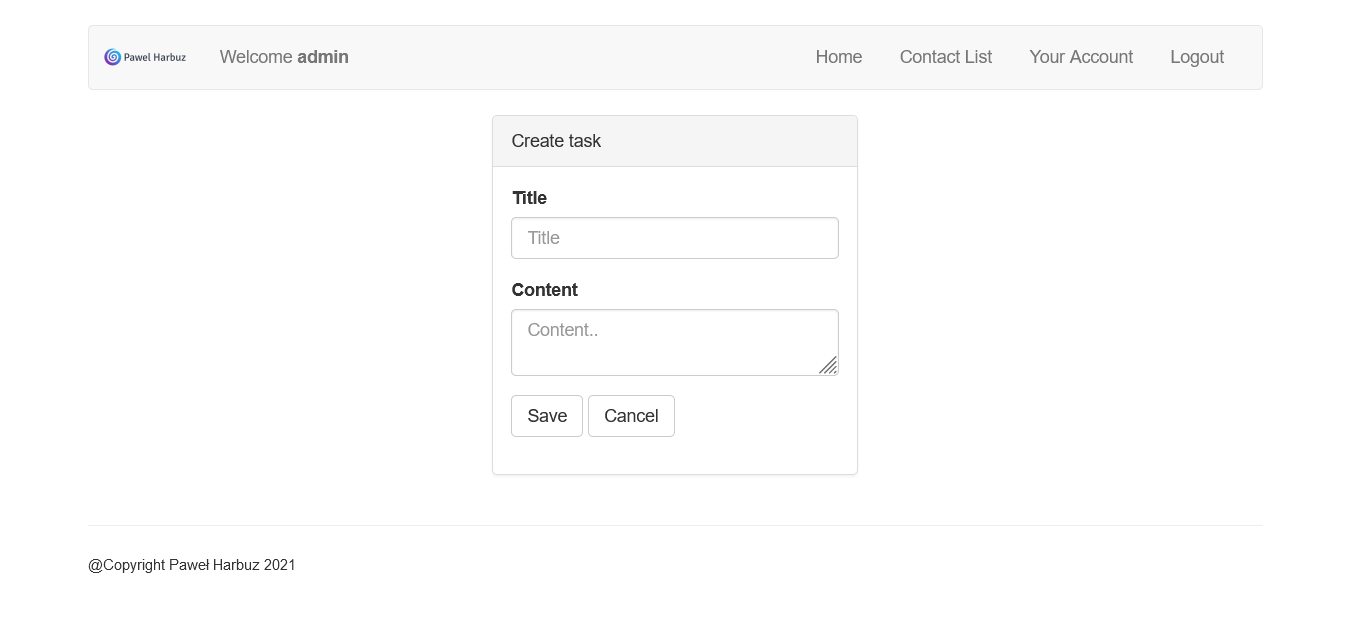 Pawel Harbuz Welcome admin Home Contact List Your Account Logout
Create task
Title
Title
Content
Content..
Save Cancel
@Copyright Paweł Harbuz 2021